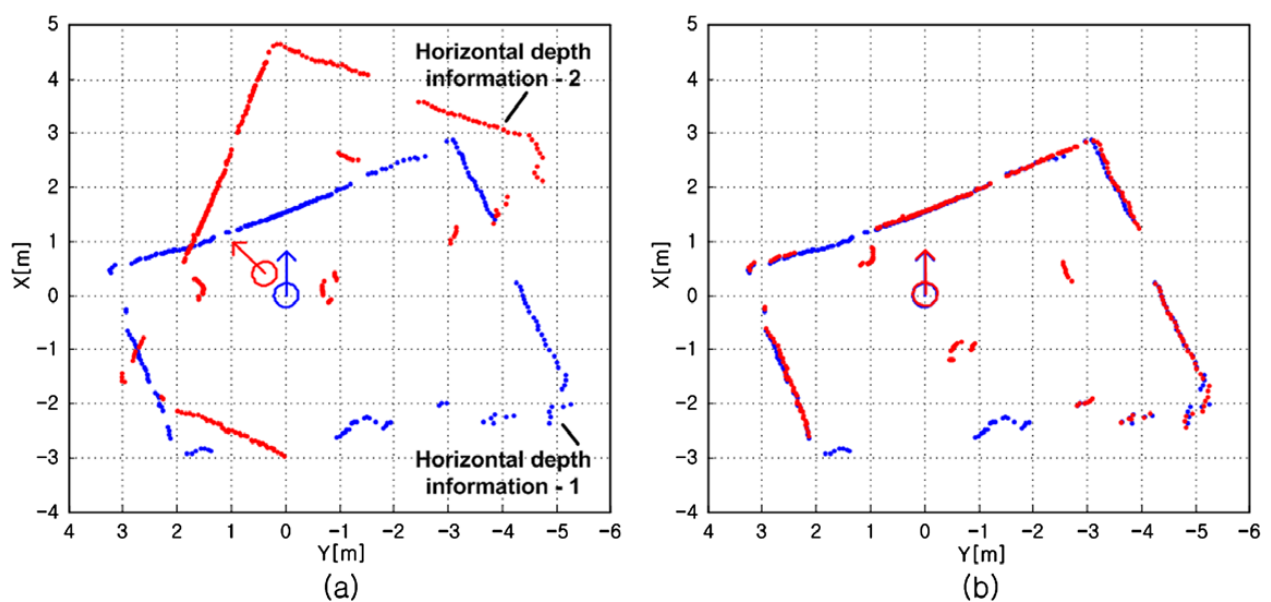 5
4
3
2
1
0
-1
-2
-3
-4
X[m]
4 3 2 1 0 -1 -2 -3 -4 -5 -6
Y[m]
Horizontal depth
information - 2
Horizontal depth
information - 1
(a)
5
4
3
2
1
0
-1
-2
-3
-4
X[m]
4 3 2 1 0 -1 -2 -3 -4 -5 -6
Y[m]
(b)